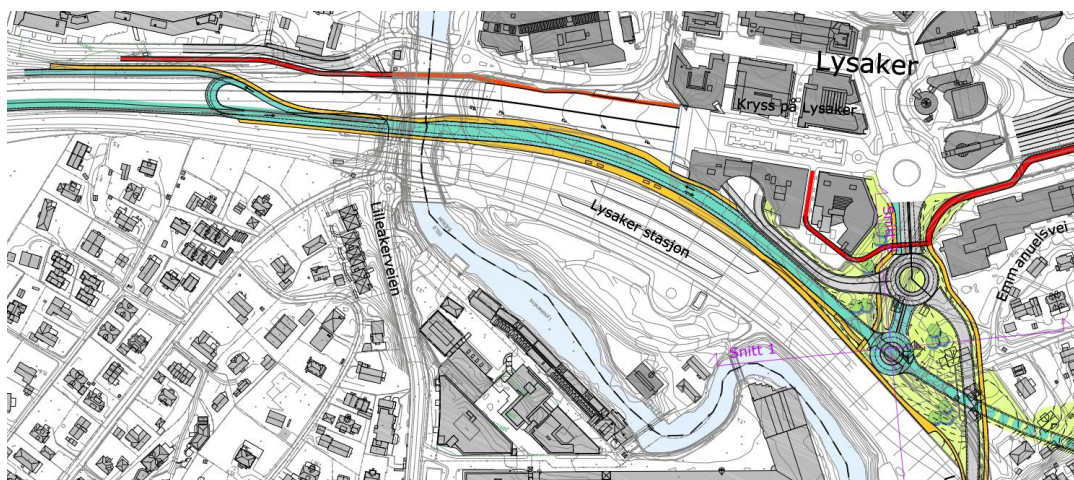 Lysaker
Kryss på Lysaker
Lysaker stasjon
Lilleakerveien
Emmanuelsvei
Snitt 1